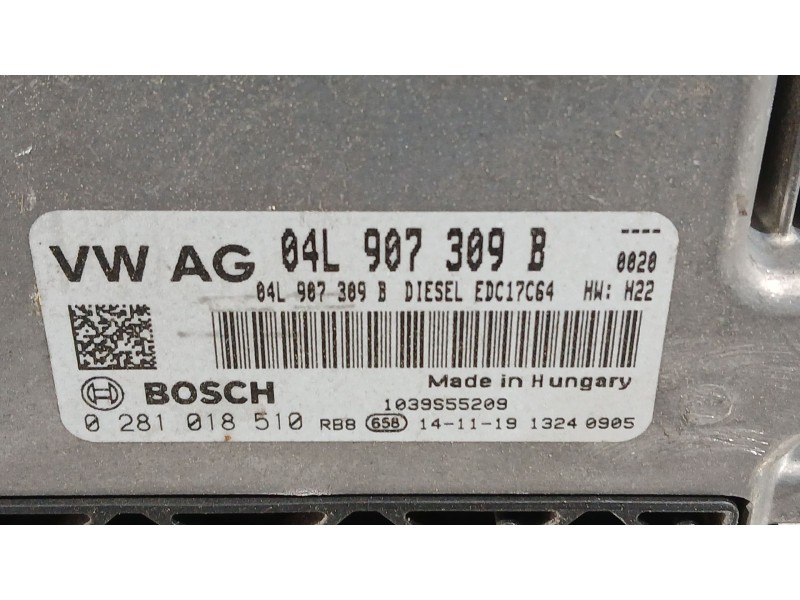 VW AG 04L 907 309 B ----
0020
04L 907 309 B DIESEL EDC17C64 HW: H22
Made in Hungary
BOSCH 1039S55209
0 281 018 510 RB8 658 14-11-19 1324 0905